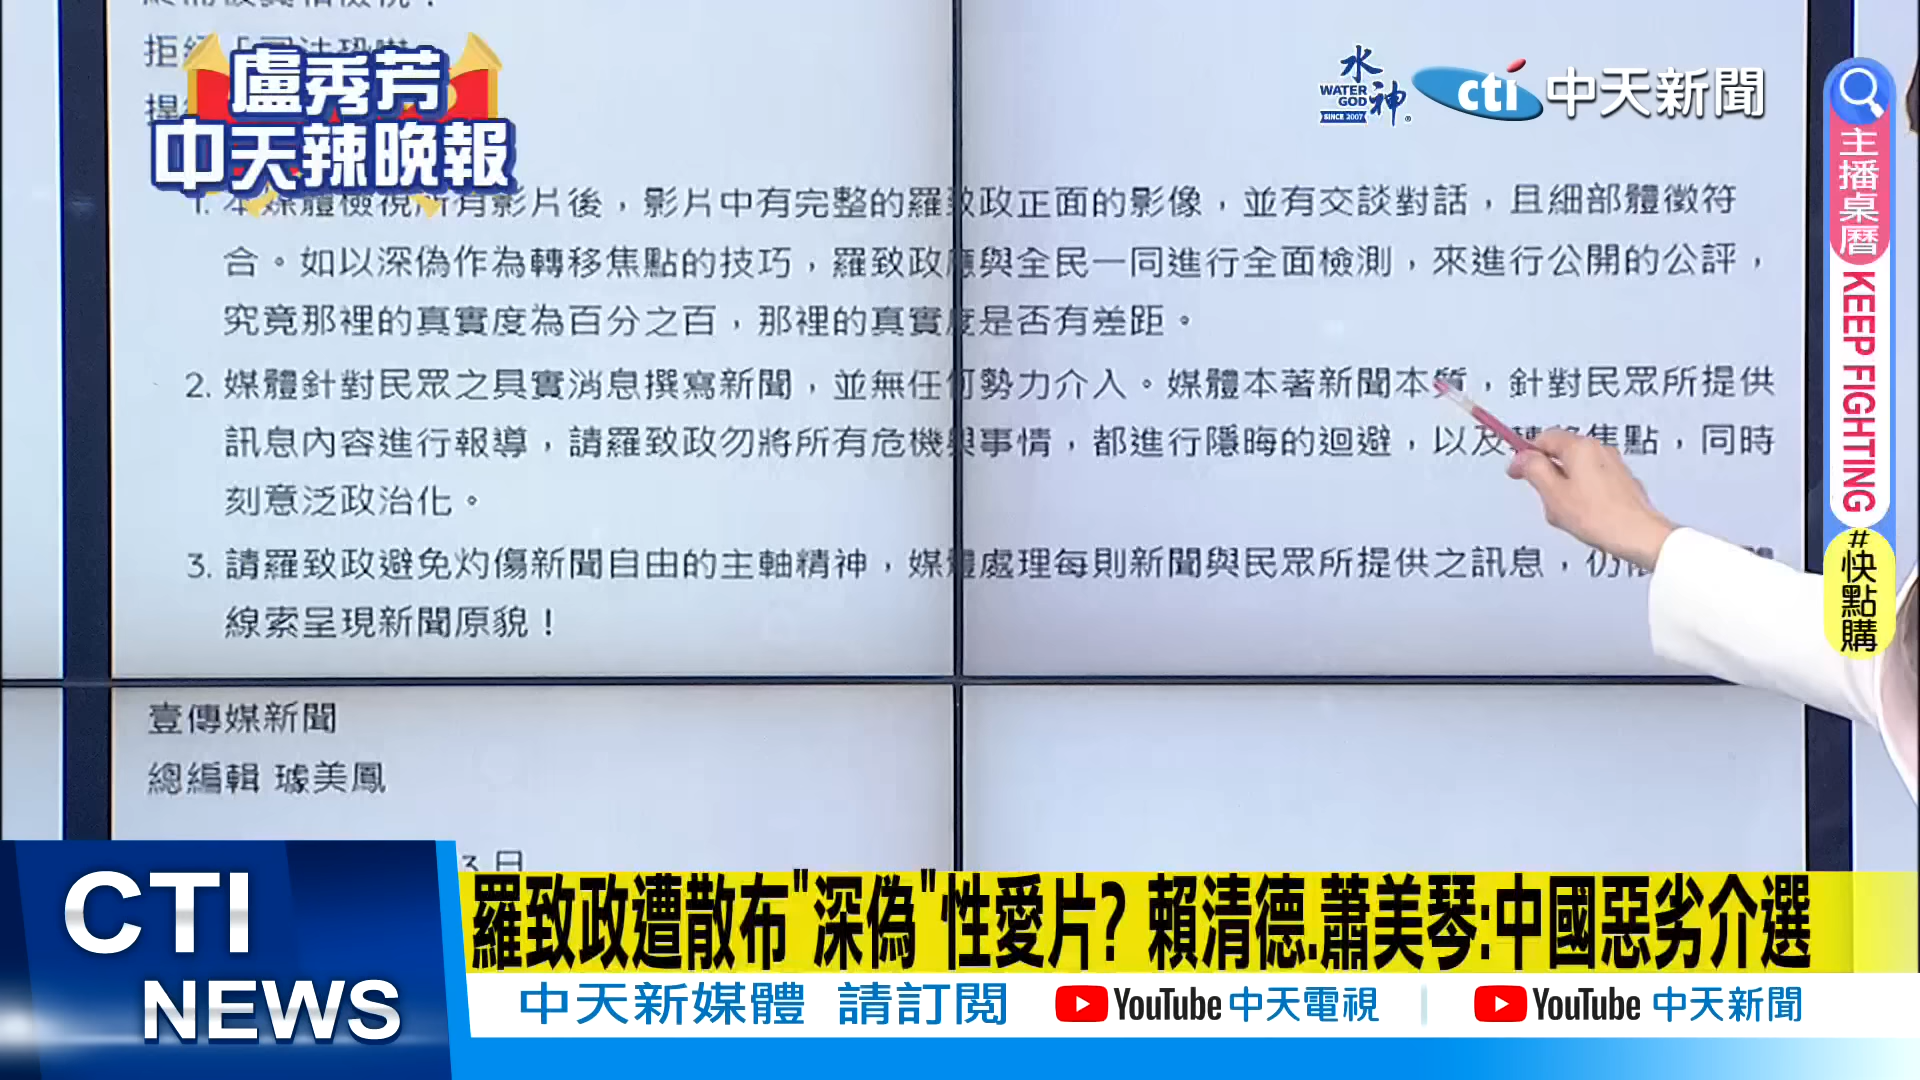 盧秀芳
中天辣晚報
水神
WATER
GOD
SINCE 2007
cti 中天新聞
主播桌曆 KEEP FIGHTING #快點購
1. 本媒體檢視所有影片後，影片中有完整的羅致政正面的影像，並有交談對話，且細部體徵符
合。如以深偽作為轉移焦點的技巧，羅致政應與全民一同進行全面檢測，來進行公開的公評，
究竟那裡的真實度為百分之百，那裡的真實度是否有差距。
2. 媒體針對民眾之具實消息撰寫新聞，並無任何勢力介入。媒體本著新聞本質，針對民眾所提供
訊息內容進行報導，請羅致政勿將所有危機與事情，都進行隱晦的迴避，以及轉移焦點，同時
刻意泛政治化。
3. 請羅致政避免灼傷新聞自由的主軸精神，媒體處理每則新聞與民眾所提供之訊息，仍
線索呈現新聞原貌！
壹傳媒新聞
總編輯 璩美鳳
3 日
CTI
NEWS
羅致政遭散布"深偽"性愛片? 賴清德.蕭美琴:中國惡劣介選
中天新媒體 請訂閱 YouTube 中天電視 | YouTube 中天新聞